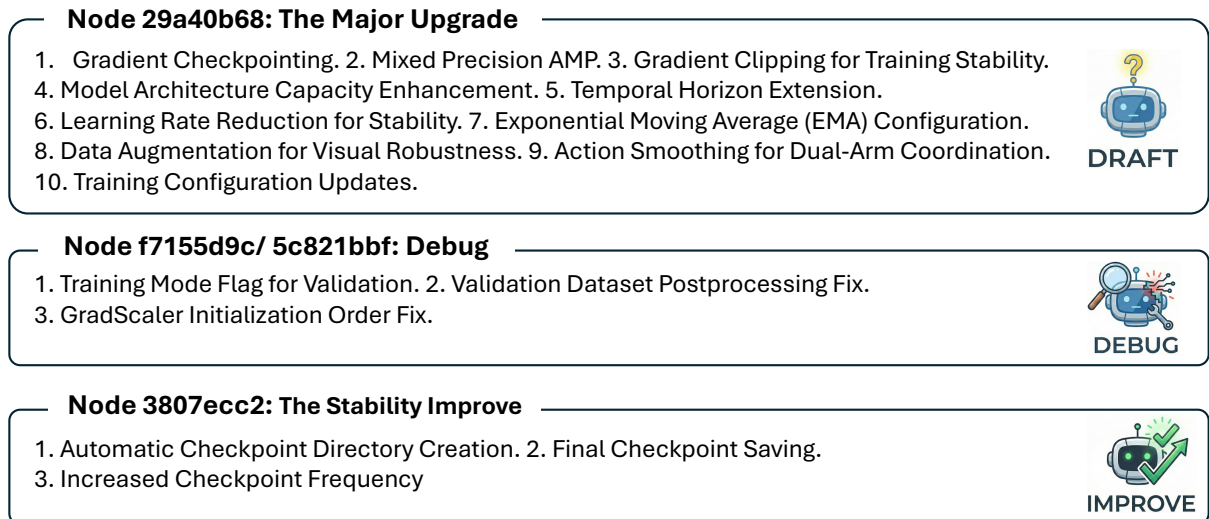 Node 29a40b68: The Major Upgrade
1. Gradient Checkpointing. 2. Mixed Precision AMP. 3. Gradient Clipping for Training Stability.
4. Model Architecture Capacity Enhancement. 5. Temporal Horizon Extension.
6. Learning Rate Reduction for Stability. 7. Exponential Moving Average (EMA) Configuration.
8. Data Augmentation for Visual Robustness. 9. Action Smoothing for Dual-Arm Coordination.
10. Training Configuration Updates.
?
DRAFT
Node f7155d9c/ 5c821bbf: Debug
1. Training Mode Flag for Validation. 2. Validation Dataset Postprocessing Fix.
3. GradScaler Initialization Order Fix.
DEBUG
Node 3807ecc2: The Stability Improve
1. Automatic Checkpoint Directory Creation. 2. Final Checkpoint Saving.
3. Increased Checkpoint Frequency
IMPROVE